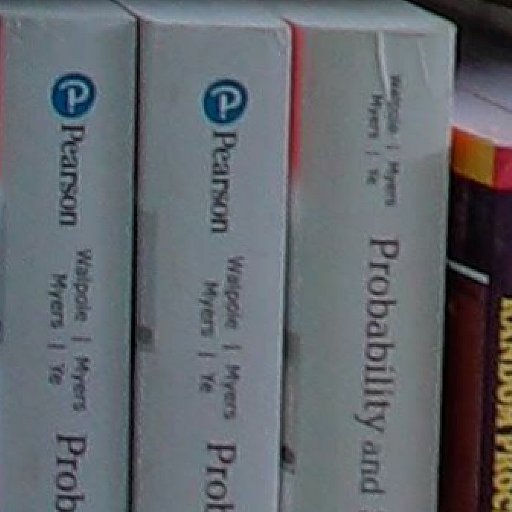 Pearson
Walpole | Myers
Myers | Ye
Prob
Pearson
Walpole | Myers
Myers | Ye
Prob
Walpole | Myers
Myers | Ye
Probability and
RANDOM PROC